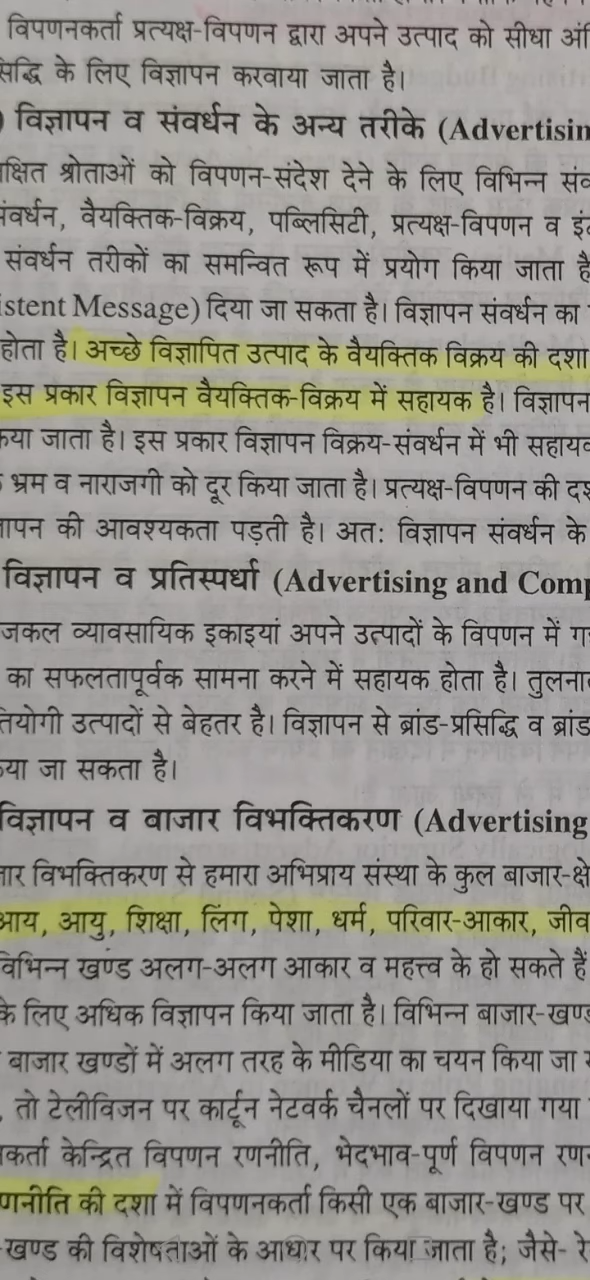 विपणनकर्ता प्रत्यक्ष-विपणन द्वारा अपने उत्पाद को सीधा अं
सिद्धि के लिए विज्ञापन करवाया जाता है।
) विज्ञापन व संवर्धन के अन्य तरीके (Advertisin
क्षित श्रोताओं को विपणन-संदेश देने के लिए विभिन्न संव
संवर्धन, वैयक्तिक-विक्रय, पब्लिसिटी, प्रत्यक्ष-विपणन व इं
संवर्धन तरीकों का समन्वित रूप में प्रयोग किया जाता है
istent Message) दिया जा सकता है। विज्ञापन संवर्धन का
होता है। अच्छे विज्ञापित उत्पाद के वैयक्तिक विक्रय की दशा
इस प्रकार विज्ञापन वैयक्तिक-विक्रय में सहायक है। विज्ञापन
कया जाता है। इस प्रकार विज्ञापन विक्रय-संवर्धन में भी सहाय
भ्रम व नाराजगी को दूर किया जाता है। प्रत्यक्ष-विपणन की दश
ापन की आवश्यकता पड़ती है। अतः विज्ञापन संवर्धन के
विज्ञापन व प्रतिस्पर्धा (Advertising and Comp
जकल व्यावसायिक इकाइयां अपने उत्पादों के विपणन में ग
का सफलतापूर्वक सामना करने में सहायक होता है। तुलना
तियोगी उत्पादों से बेहतर है। विज्ञापन से ब्रांड-प्रसिद्धि व ब्रांड
कया जा सकता है।
विज्ञापन व बाजार विभक्तिकरण (Advertising
जार विभक्तिकरण से हमारा अभिप्राय संस्था के कुल बाजार-क्षे
आय, आयु, शिक्षा, लिंग, पेशा, धर्म, परिवार-आकार, जीव
विभिन्न खण्ड अलग-अलग आकार व महत्त्व के हो सकते हैं
के लिए अधिक विज्ञापन किया जाता है। विभिन्न बाजार-खण्ड
बाजार खण्डों में अलग तरह के मीडिया का चयन किया जा
, तो टेलीविजन पर कार्टून नेटवर्क चैनलों पर दिखाया गया
नकर्ता केन्द्रित विपणन रणनीति, भेदभाव-पूर्ण विपणन रण
णनीति की दशा में विपणनकर्ता किसी एक बाजार-खण्ड पर
खण्ड की विशेषताओं के आधार पर किया जाता है; जैसे- रे